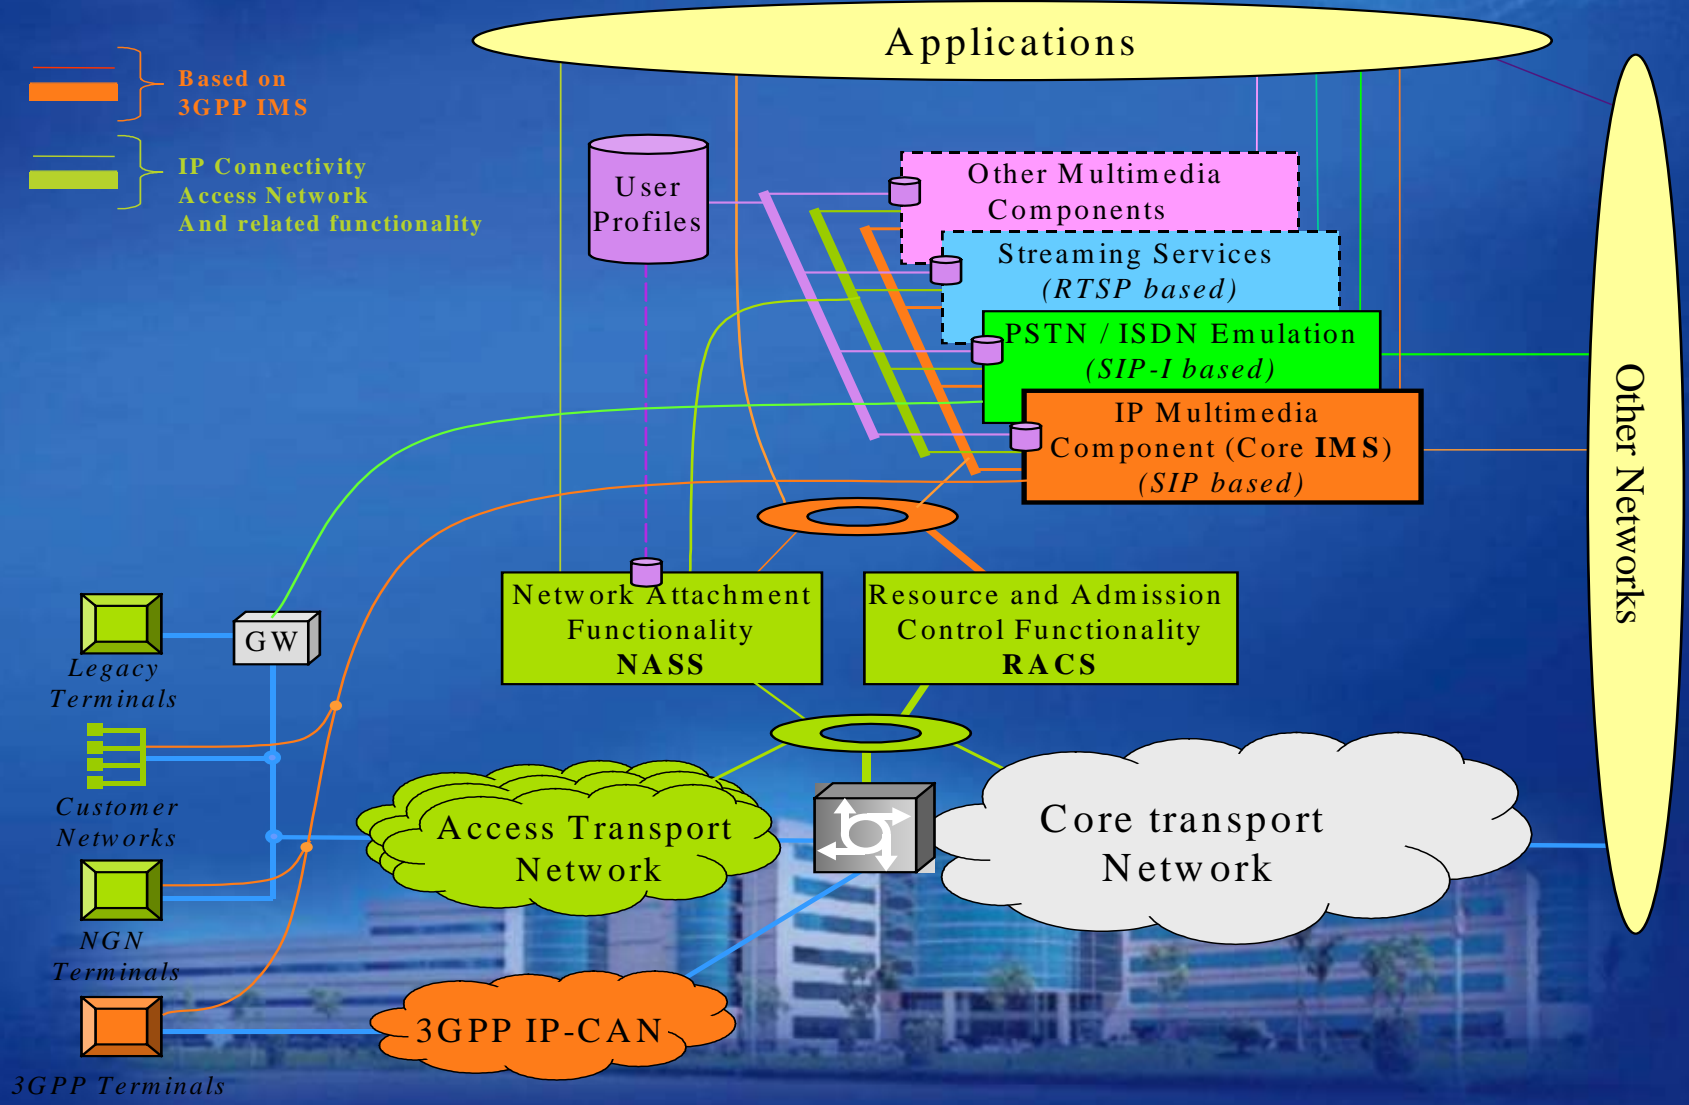 Applications
Based on
3GPP IMS
IP Connectivity
Access Network
And related functionality
User
Profiles
Other Multimedia
Components
Streaming Services
(RTSP based)
PSTN / ISDN Emulation
(SIP-I based)
IP Multimedia
Component (Core IMS)
(SIP based)
Other Networks
Network Attachment
Functionality
NASS
Resource and Admission
Control Functionality
RACS
GW
Legacy
Terminals
Customer
Networks
NGN
Terminals
3GPP Terminals
Access Transport
Network
Core transport
Network
3GPP IP-CAN